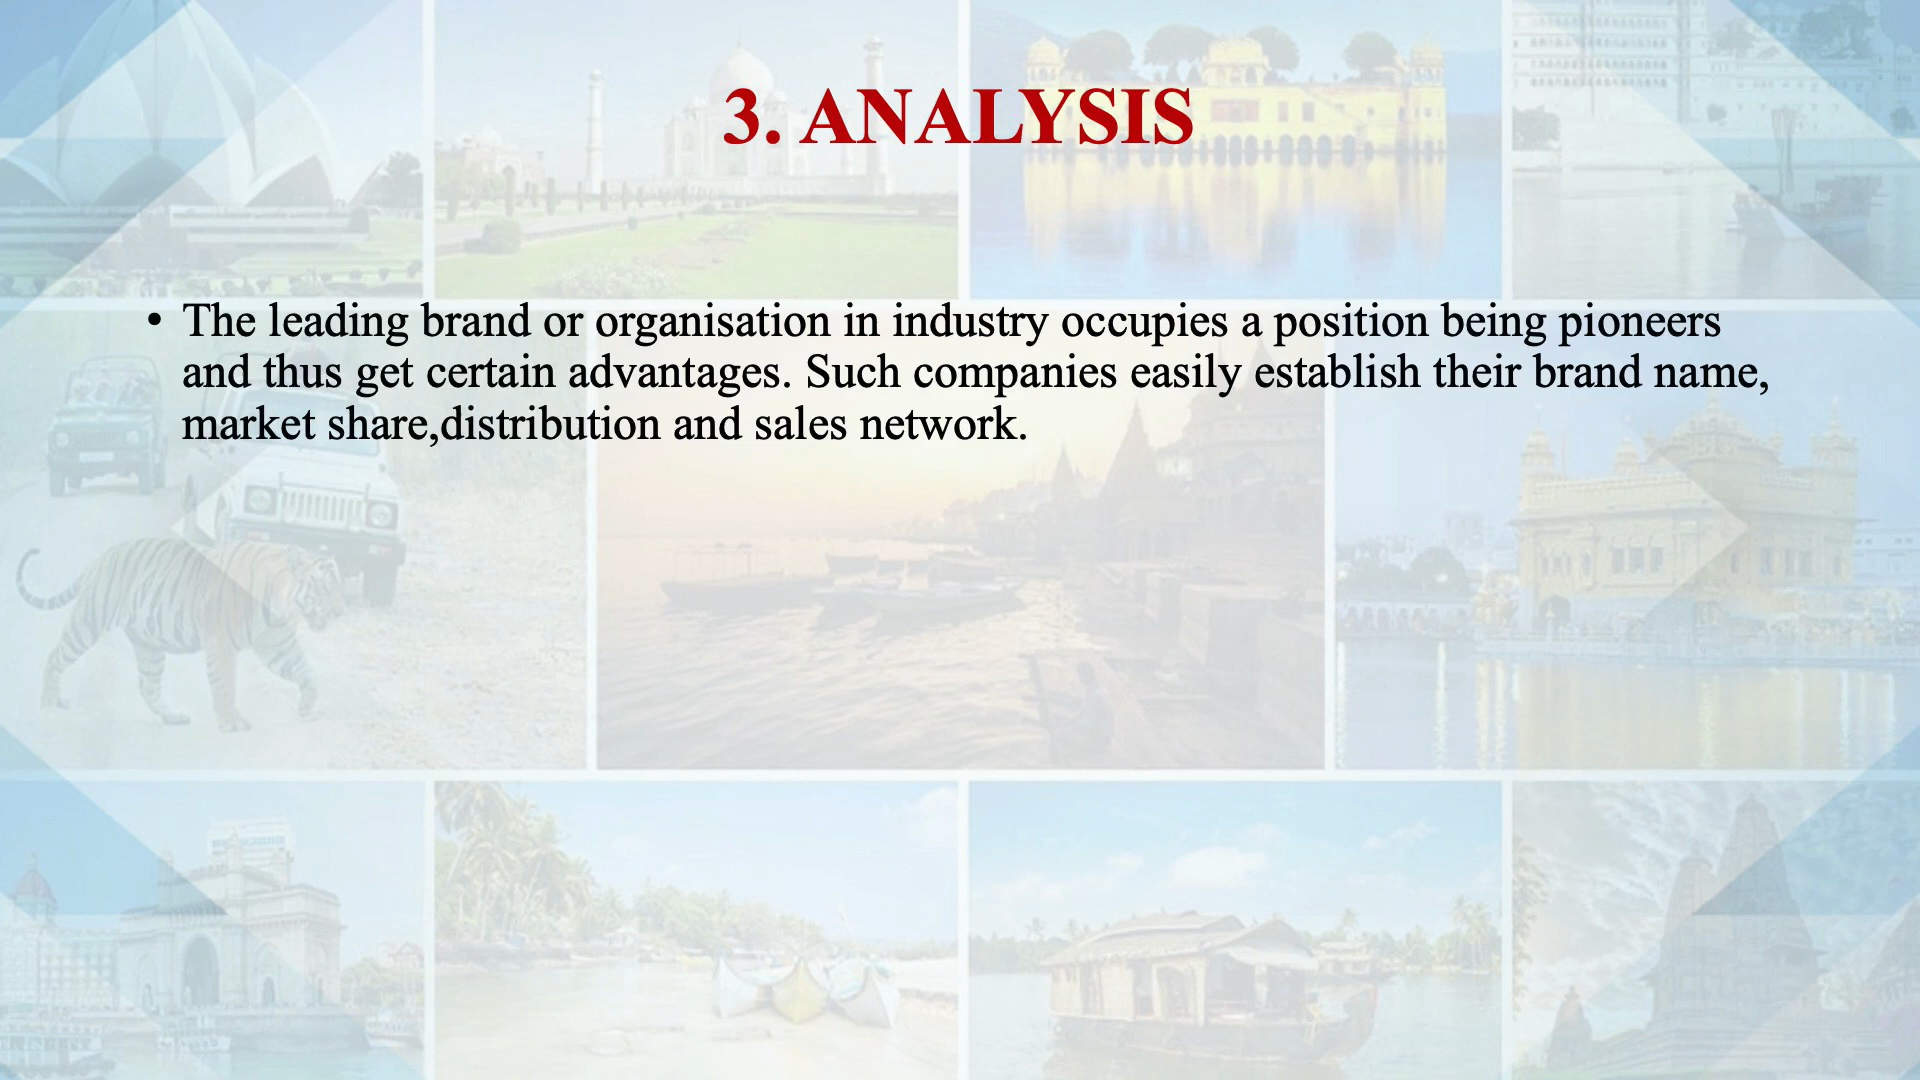 3. ANALYSIS
• The leading brand or organisation in industry occupies a position being pioneers
and thus get certain advantages. Such companies easily establish their brand name,
market share,distribution and sales network.